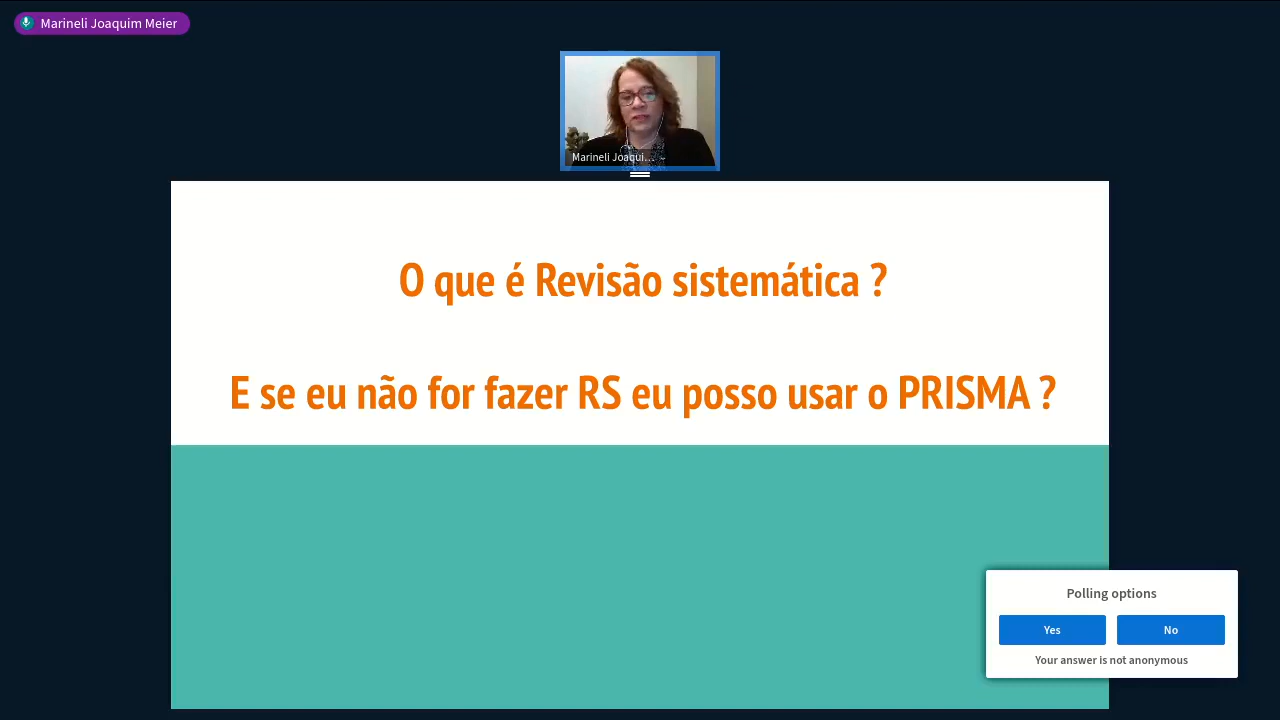 Marineli Joaquim Meier
Marineli Joaqui...
O que é Revisão sistemática ?
E se eu não for fazer RS eu posso usar o PRISMA ?
Polling options
Yes
No
Your answer is not anonymous